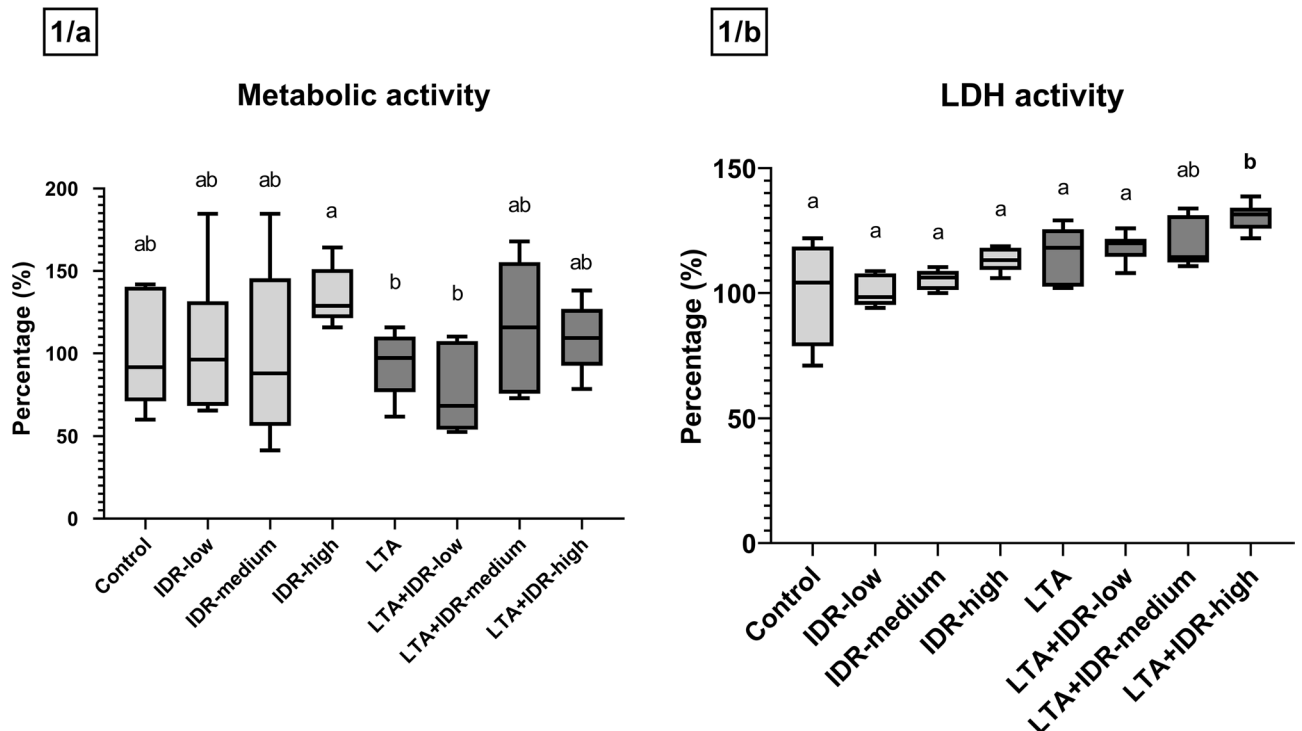 1/a
Metabolic activity
Percentage (%)
200
150
100
50
0
ab
ab
ab
a
b
b
ab
ab
Control
IDR-low
IDR-medium
IDR-high
LTA
LTA+IDR-low
LTA+IDR-medium
LTA+IDR-high
1/b
LDH activity
Percentage (%)
150
100
50
0
a
a
a
a
a
a
ab
b
Control
IDR-low
IDR-medium
IDR-high
LTA
LTA+IDR-low
LTA+IDR-medium
LTA+IDR-high